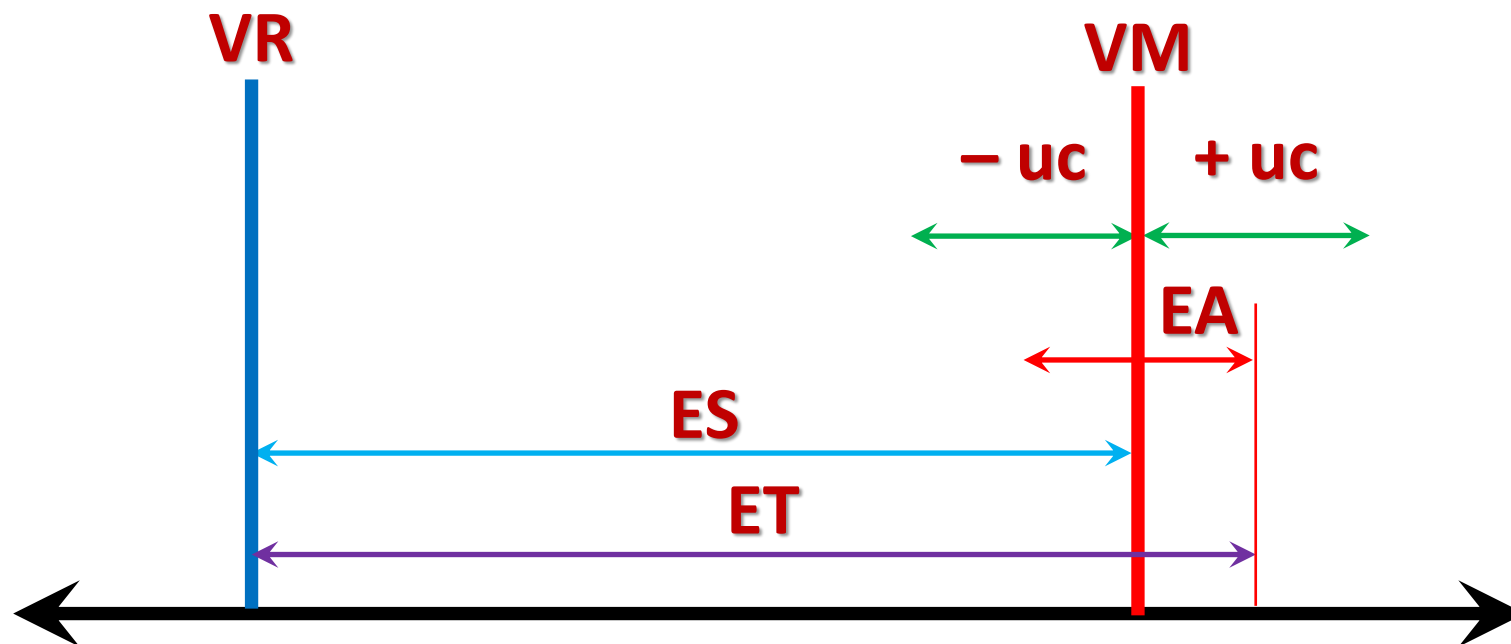 VR
VM
– uc
+ uc
EA
ES
ET